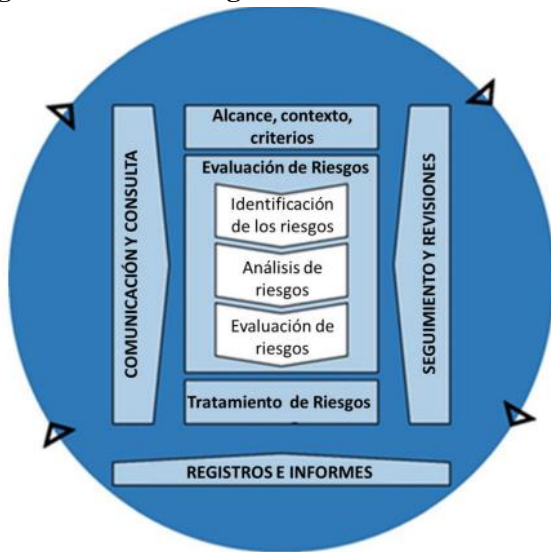 Alcance, contexto,
criterios
Evaluación de Riesgos
Identificación
de los riesgos
Análisis de
riesgos
Evaluación de
riesgos
Tratamiento de Riesgos
COMUNICACIÓN Y CONSULTA
SEGUIMIENTO Y REVISIONES
REGISTROS E INFORMES